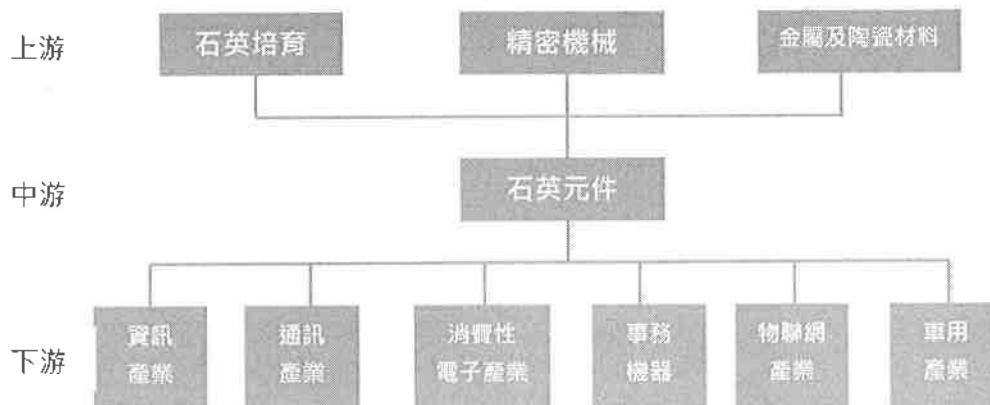 上游
石英培育
精密機械
金屬及陶瓷材料
中游
石英元件
下游
資訊
產業
通訊
產業
消費性
電子產業
事務
機器
物聯網
產業
車用
產業